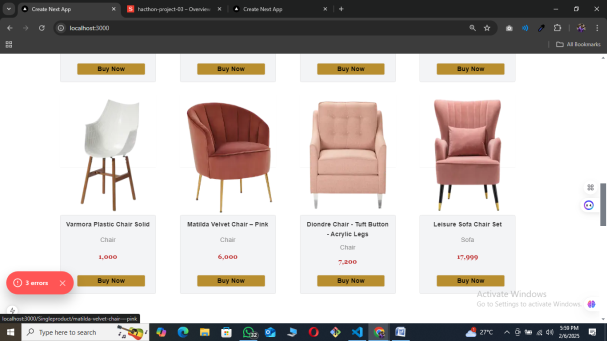 Create Next App
hacthon-project-03 – Overview
Create Next App
localhost:3000
All Bookmarks
Buy Now
Buy Now
Buy Now
Buy Now
Varmora Plastic Chair Solid
Chair
1,000
Buy Now
Matilda Velvet Chair – Pink
Chair
6,000
Buy Now
Diondre Chair - Tuft Button
- Acrylic Legs
Chair
7,200
Buy Now
Leisure Sofa Chair Set
Sofa
17,999
Buy Now
3 errors
Activate Windows
Go to Settings to activate Windows.
localhost:3000/Singleproduct/matilda-velvet-chair---pink
Type here to search
27°C
5:59 PM
2/6/2025